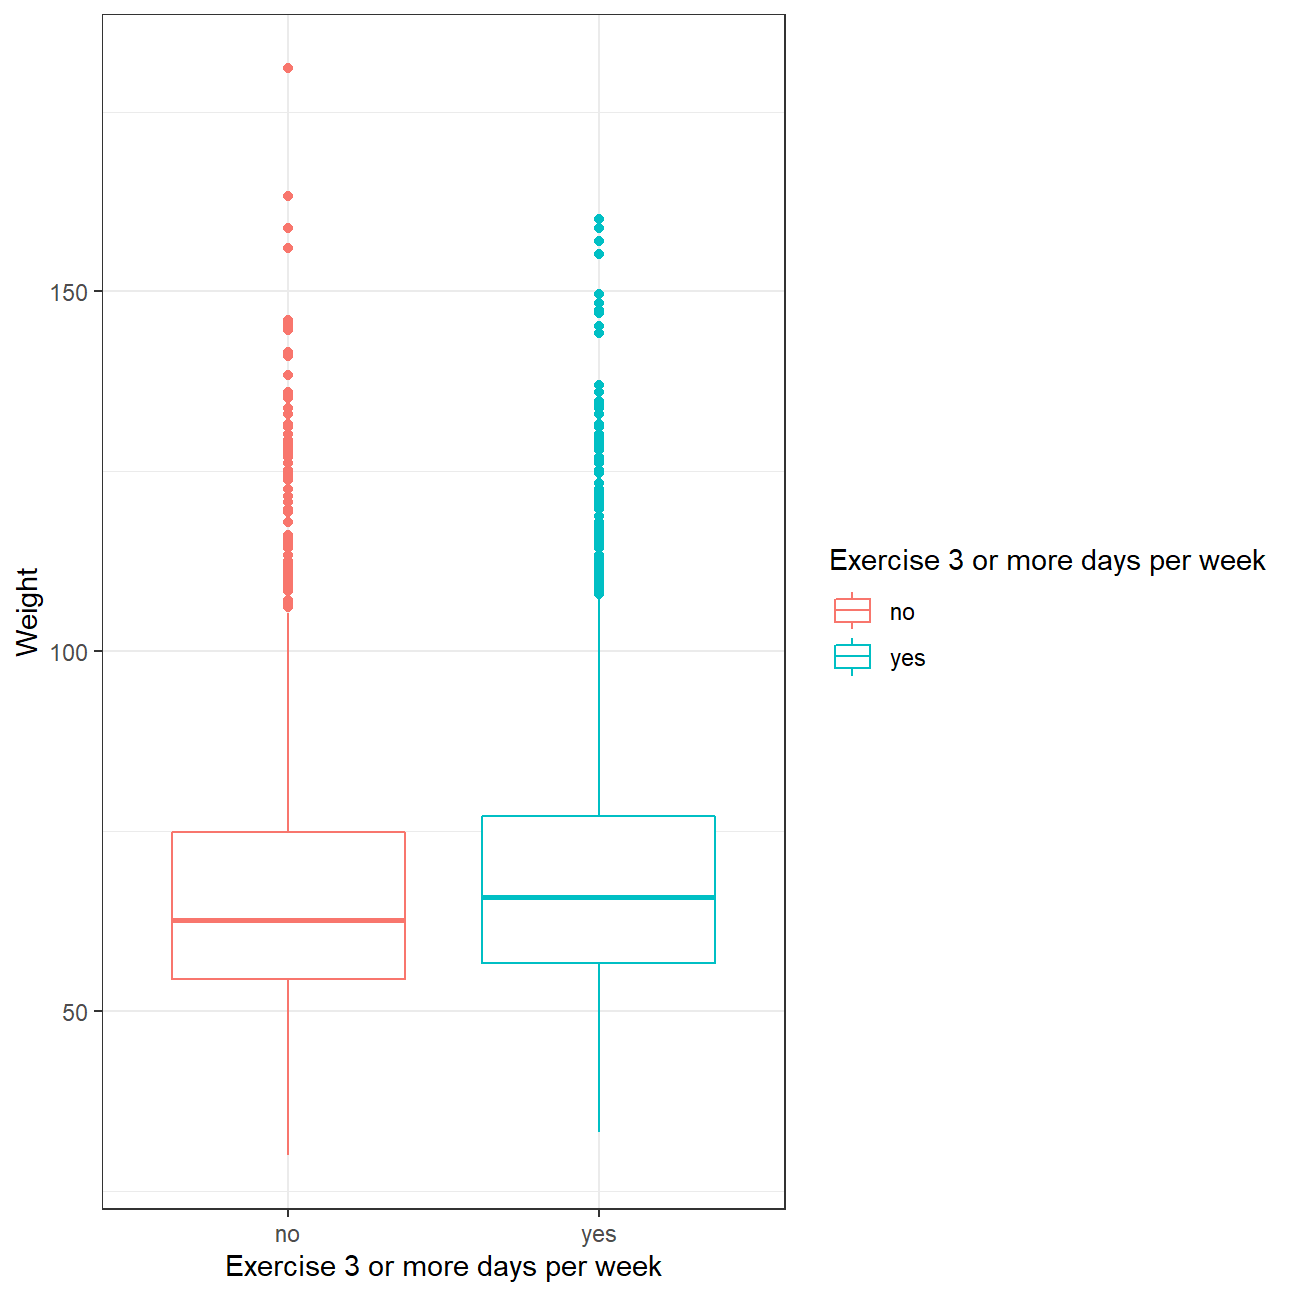 Weight
150
100
50
no
yes
Exercise 3 or more days per week
Exercise 3 or more days per week
no
yes